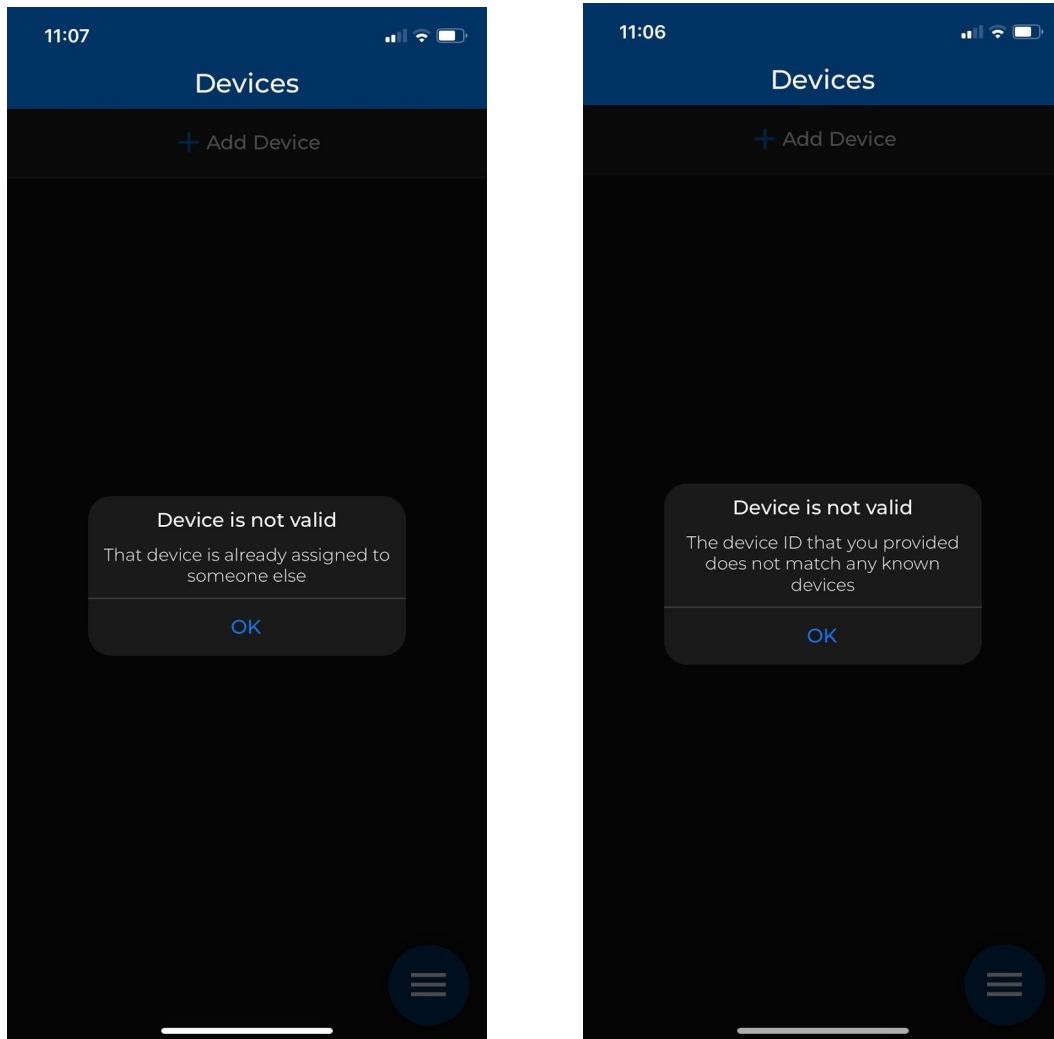 11:07
Devices
+ Add Device
Device is not valid
That device is already assigned to
someone else
OK
11:06
Devices
+ Add Device
Device is not valid
The device ID that you provided
does not match any known
devices
OK